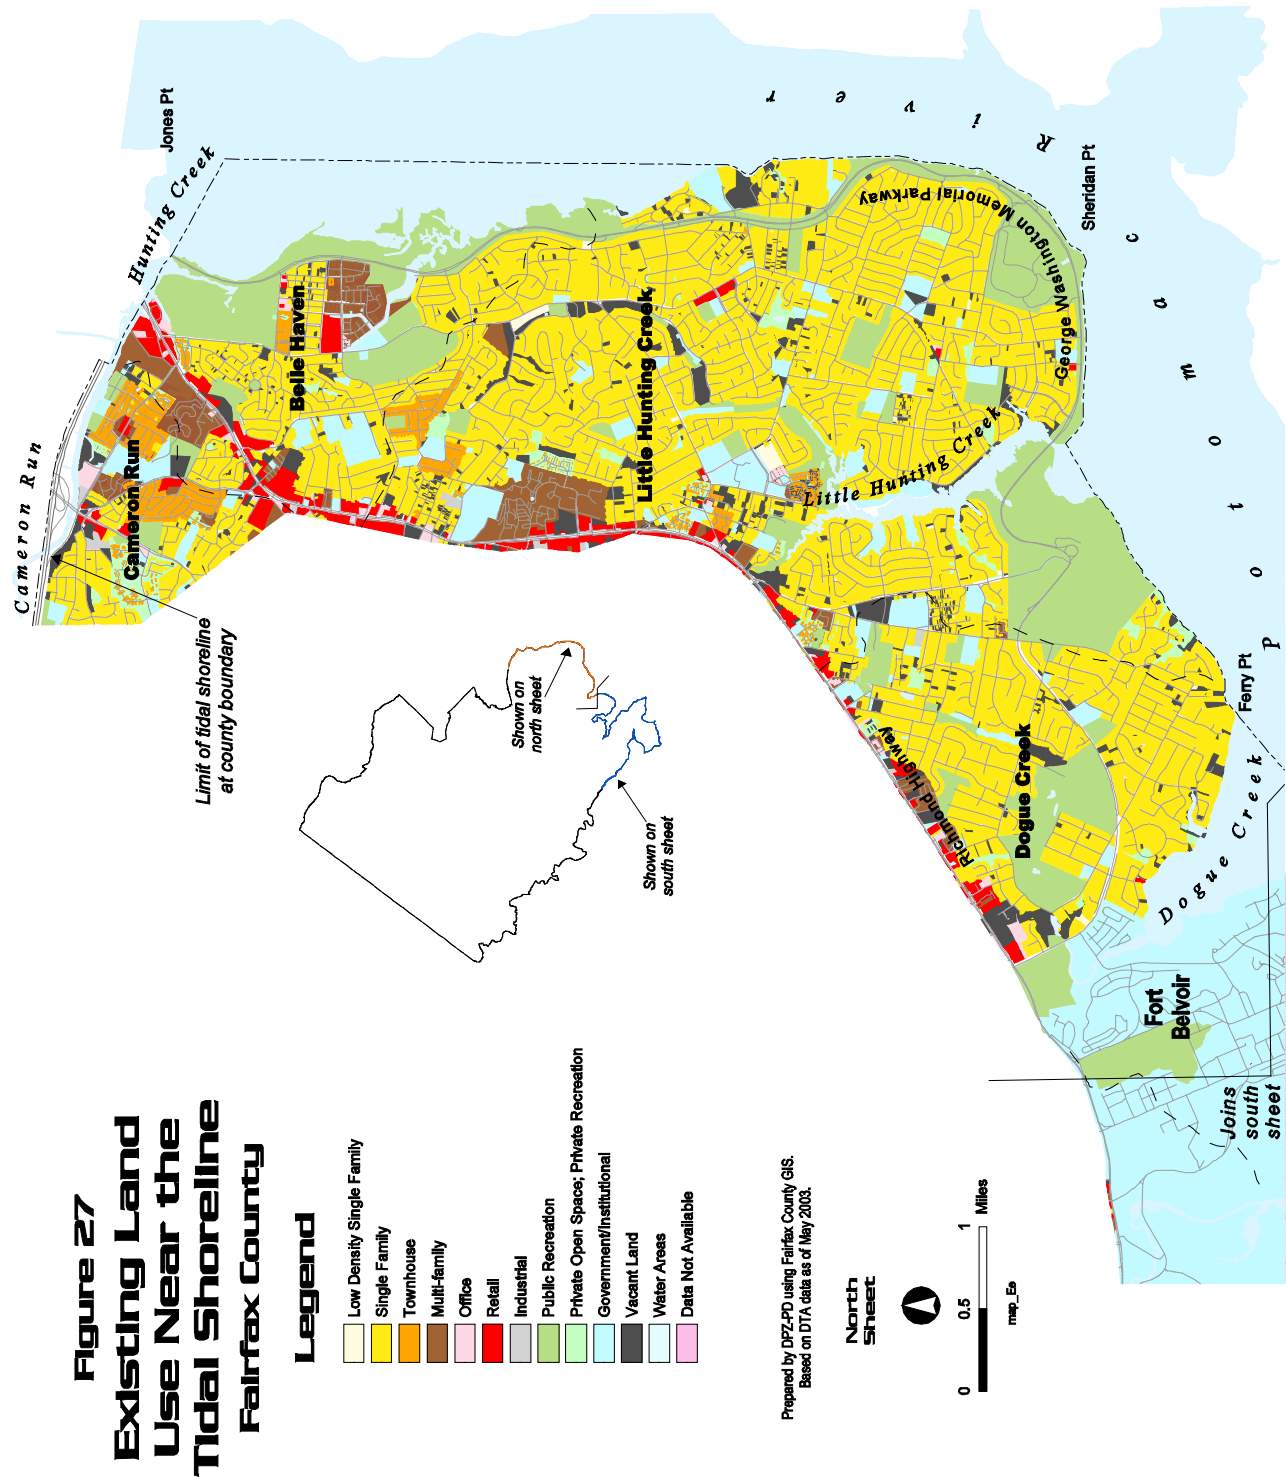 Figure 27
Existing Land
Use Near the
Tidal Shoreline
Fairfax County
Legend
Low Density Single Family
Single Family
Townhouse
Multi-family
Office
Retail
Industrial
Public Recreation
Private Open Space; Private Recreation
Government/Institutional
Vacant Land
Water Areas
Data Not Available
Prepared by DPZ-PD using Fairfax County GIS.
Based on DTA data as of May 2003.
North
Sheet
0 0.5 1 Miles
map_Ea
Cameron Run
Limit of tidal shoreline
at county boundary
Cameron Run
Hunting Creek
Jones Pt
Belle Haven
Shown on
north sheet
Shown on
south sheet
Little Hunting Creek
Little Hunting Creek
George Washington Memorial Parkway
Sheridan Pt
Potomac River
Richmond Highway
Dogue Creek
Ferry Pt
Dogue Creek
Fort
Belvoir
Joins
south
sheet